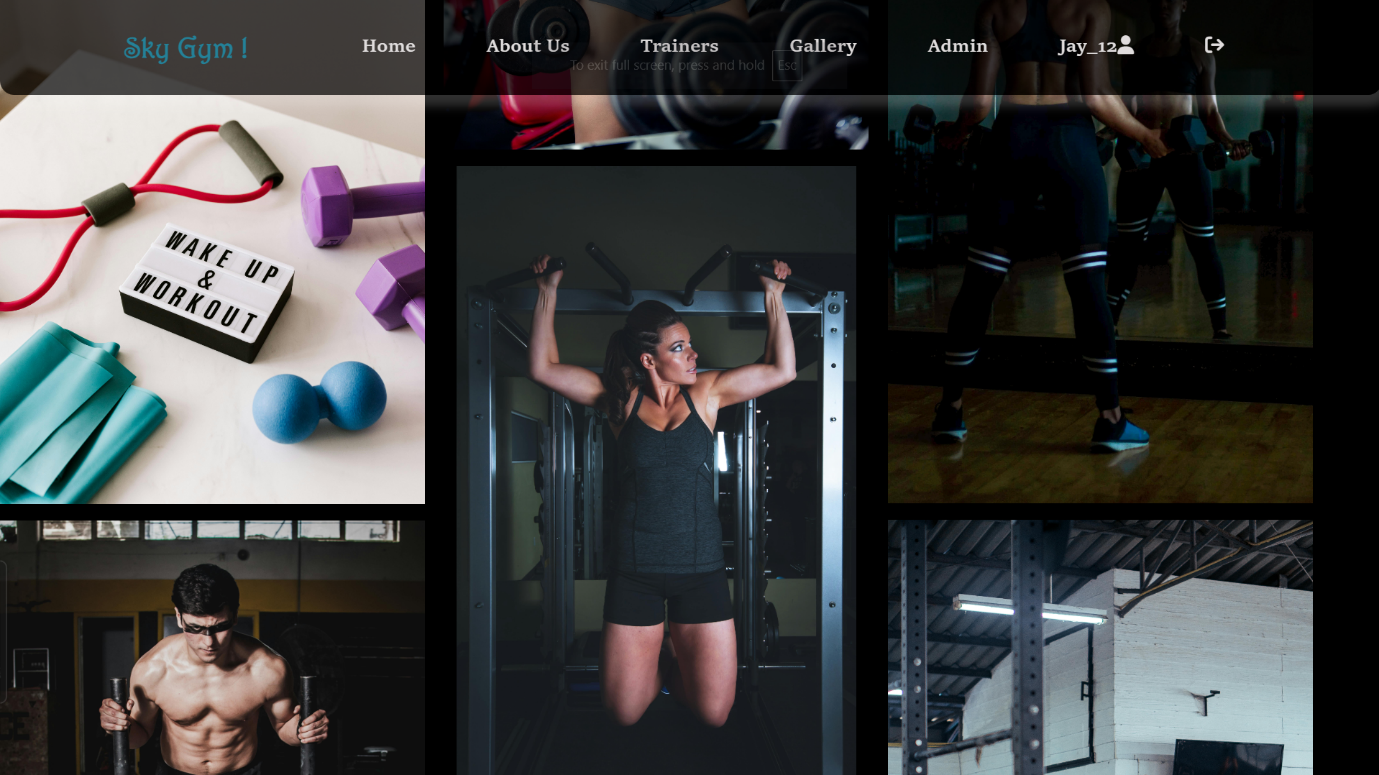 Sky Gym !
Home
About Us
Trainers
Gallery
Admin
Jay_12
To exit full screen, press and hold Esc
WAKE UP
&
WORKOUT